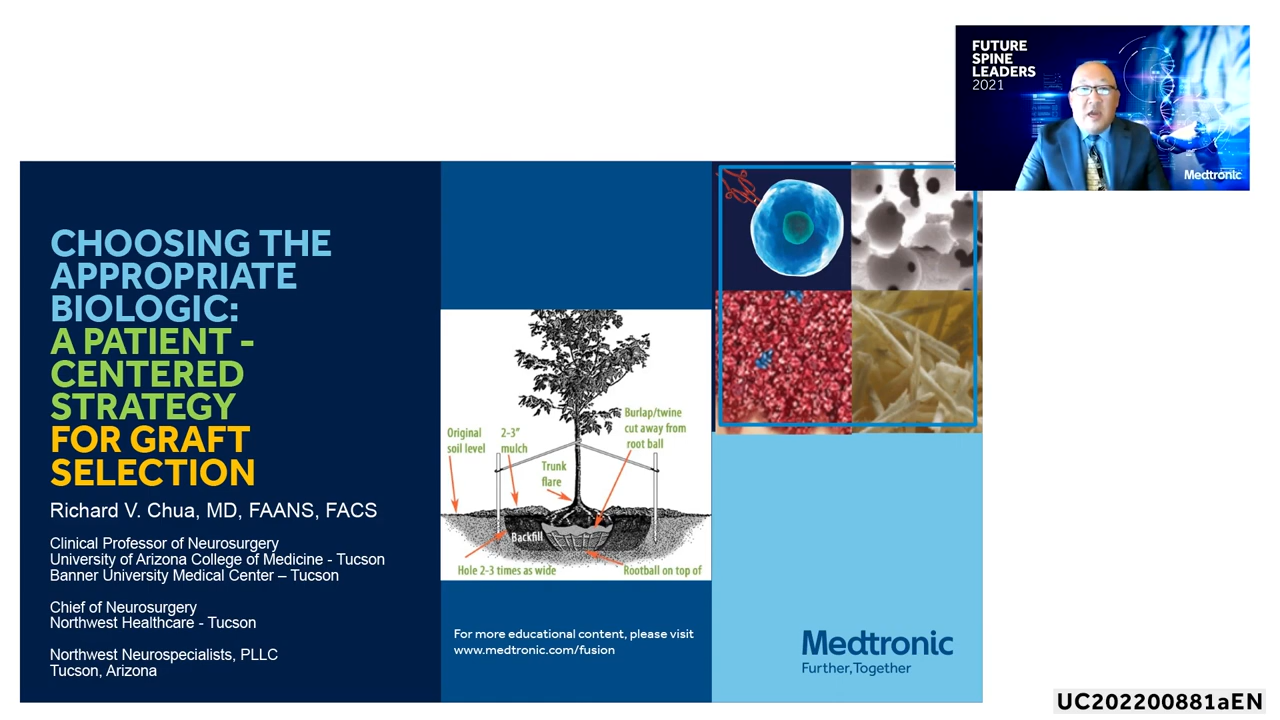 FUTURE
SPINE
LEADERS
2021
Medtronic
CHOOSING THE
APPROPRIATE
BIOLOGIC:
A PATIENT -
CENTERED
STRATEGY
FOR GRAFT
SELECTION
Richard V. Chua, MD, FAANS, FACS
Clinical Professor of Neurosurgery
University of Arizona College of Medicine - Tucson
Banner University Medical Center – Tucson
Chief of Neurosurgery
Northwest Healthcare - Tucson
Northwest Neurospecialists, PLLC
Tucson, Arizona
Original
soil level
2-3"
mulch
Trunk
flare
Burlap/twine
cut away from
root ball
Backfill
Hole 2-3 times as wide
Rootball on top of
For more educational content, please visit
www.medtronic.com/fusion
Medtronic
Further, Together
UC202200881aEN